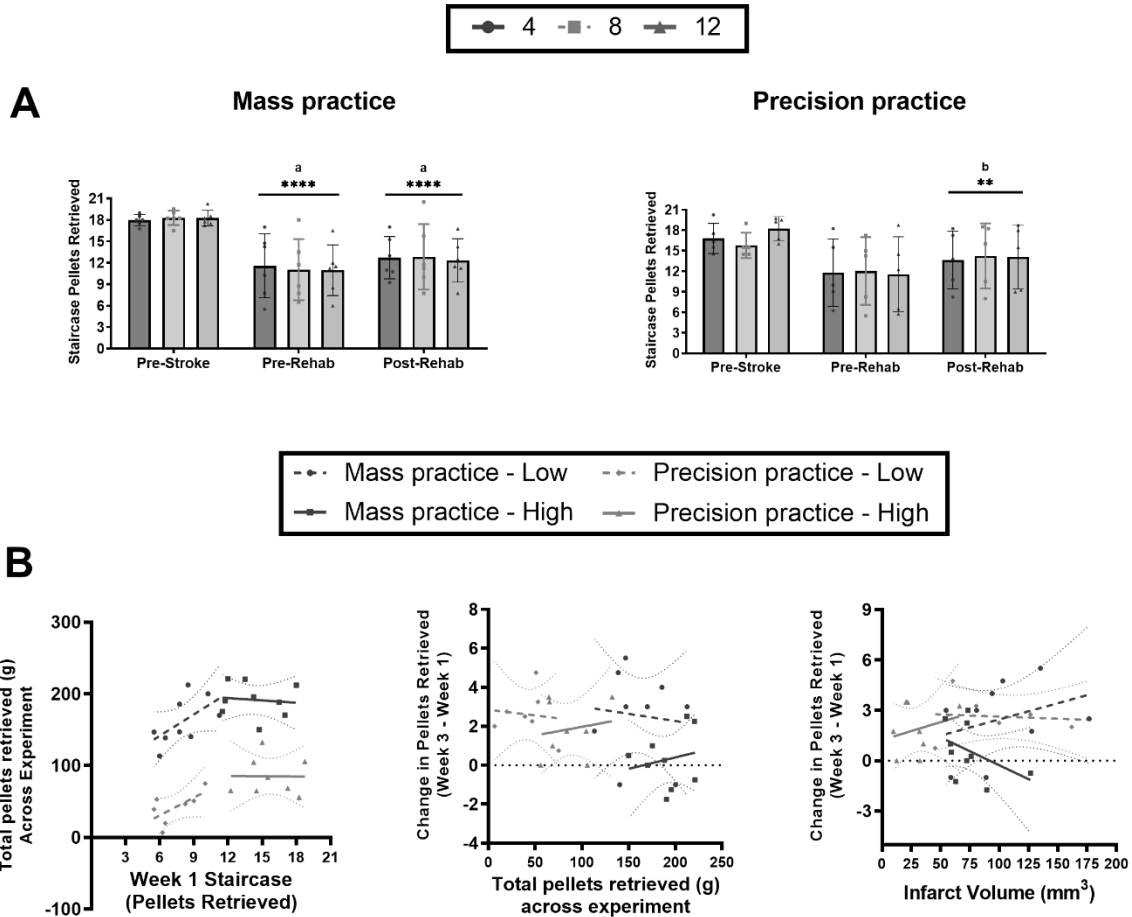 4 8 12
A
Mass practice
Precision practice
Staircase Pellets Retrieved
21
18
15
12
9
6
3
0
a
****
a
****
Pre-Stroke Pre-Rehab Post-Rehab
Staircase Pellets Retrieved
21
18
15
12
9
6
3
0
b
**
Pre-Stroke Pre-Rehab Post-Rehab
Mass practice - Low Precision practice - Low
Mass practice - High Precision practice - High
B
Total pellets retrieved (g)
Across Experiment
300
200
100
0
-100
3 6 9 12 15 18 21
Week 1 Staircase
(Pellets Retrieved)
Change in Pellets Retrieved
(Week 3 - Week 1)
8
6
4
2
0
-2
-4
0 50 100 150 200 250
Total pellets retrieved (g)
across experiment
Change in Pellets Retrieved
(Week 3 - Week 1)
9
6
3
0
-3
0 25 50 75 100 125 150 175 200
Infarct Volume (mm³)